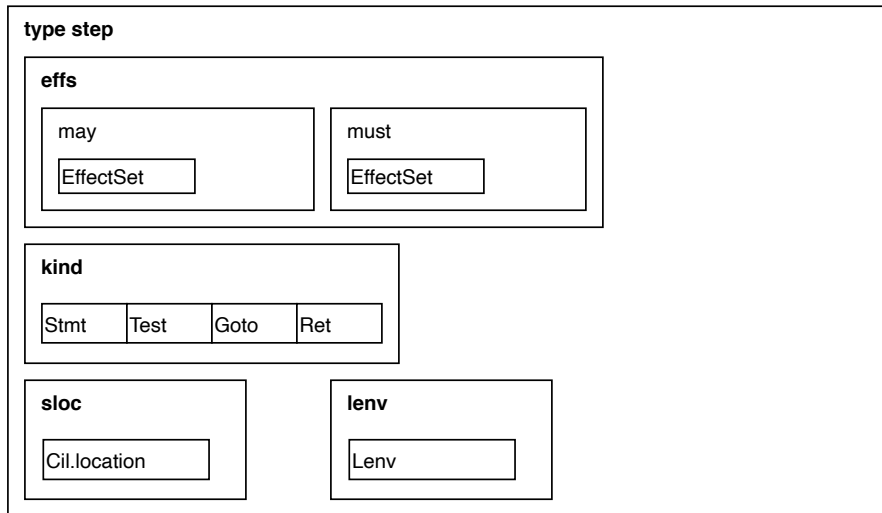 type step
effs
may must
EffectSet EffectSet
kind
Stmt Test Goto Ret
sloc lenv
Cil.location Lenv